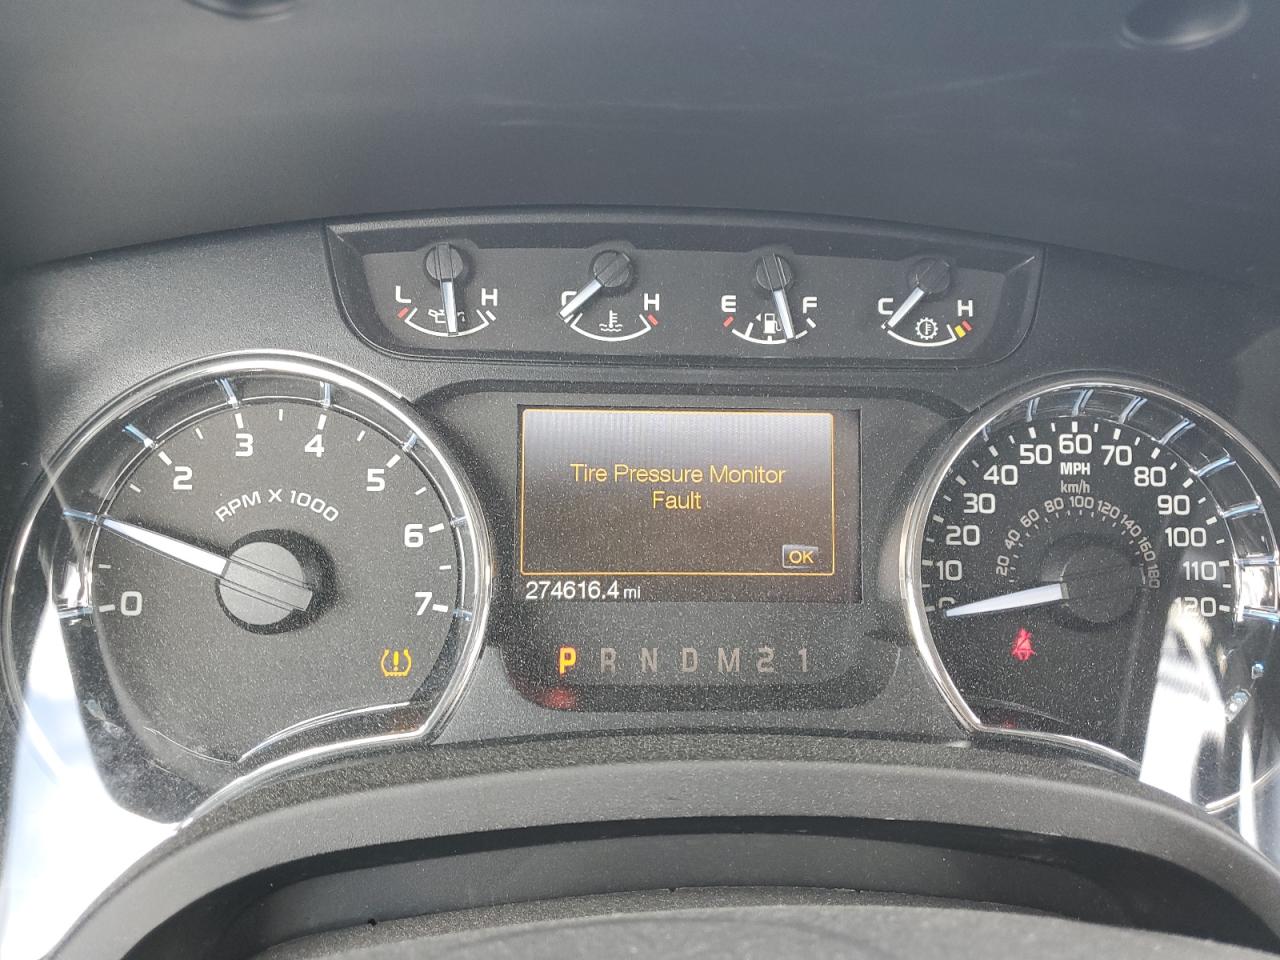 L H
C H
E F
C H
0 1 2 3 4 5 6 7
RPM X 1000
Tire Pressure Monitor
Fault
OK
274616.4 mi
P R N D M 2 1
0 10 20 30 40 50 60 70 80 90 100 110 120
MPH
km/h
20 40 60 80 100 120 140 160 180